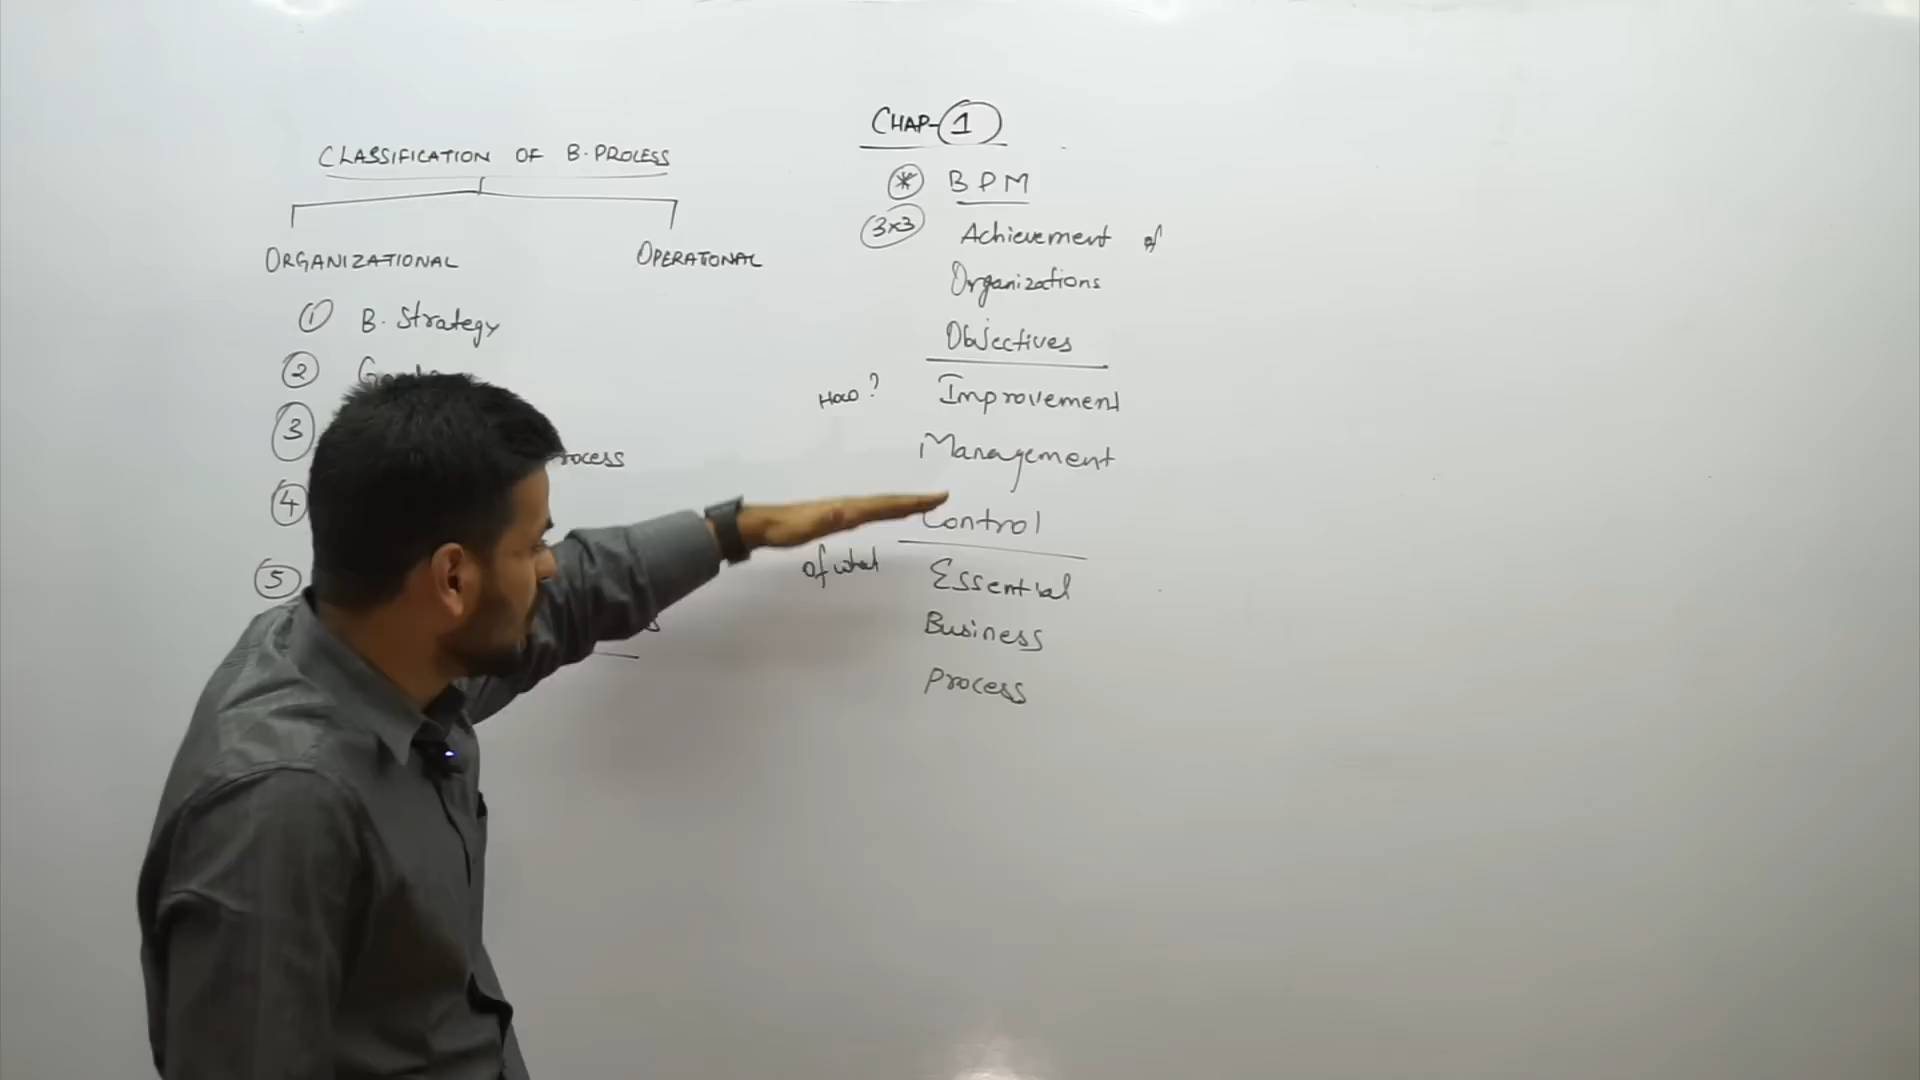 CLASSIFICATION OF B-PROCESS
ORGANIZATIONAL
OPERATONAL
① B. Strategy
②
③
rocess
④
⑤
CHAP-1
* BPM
3x3 Achievement of
Organizations
Objectives
How? Improvement
Management
Control
of what Essential
Business
Process